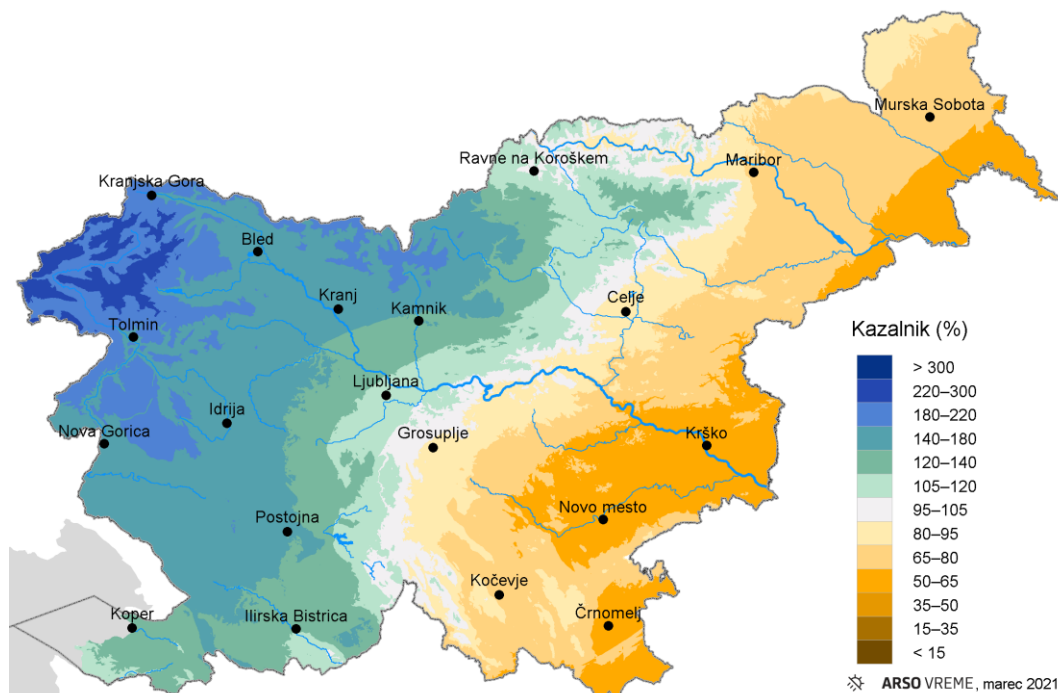 Murska Sobota
Ravne na Koroškem
Maribor
Kranjska Gora
Bled
Kranj
Kamnik
Celje
Tolmin
Ljubljana
Idrija
Nova Gorica
Grosuplje
Krško
Postojna
Novo mesto
Kočevje
Koper
Ilirska Bistrica
Črnomelj
Kazalnik (%)
> 300
220–300
180–220
140–180
120–140
105–120
95–105
80–95
65–80
50–65
35–50
15–35
< 15
ARSO VREME, marec 2021